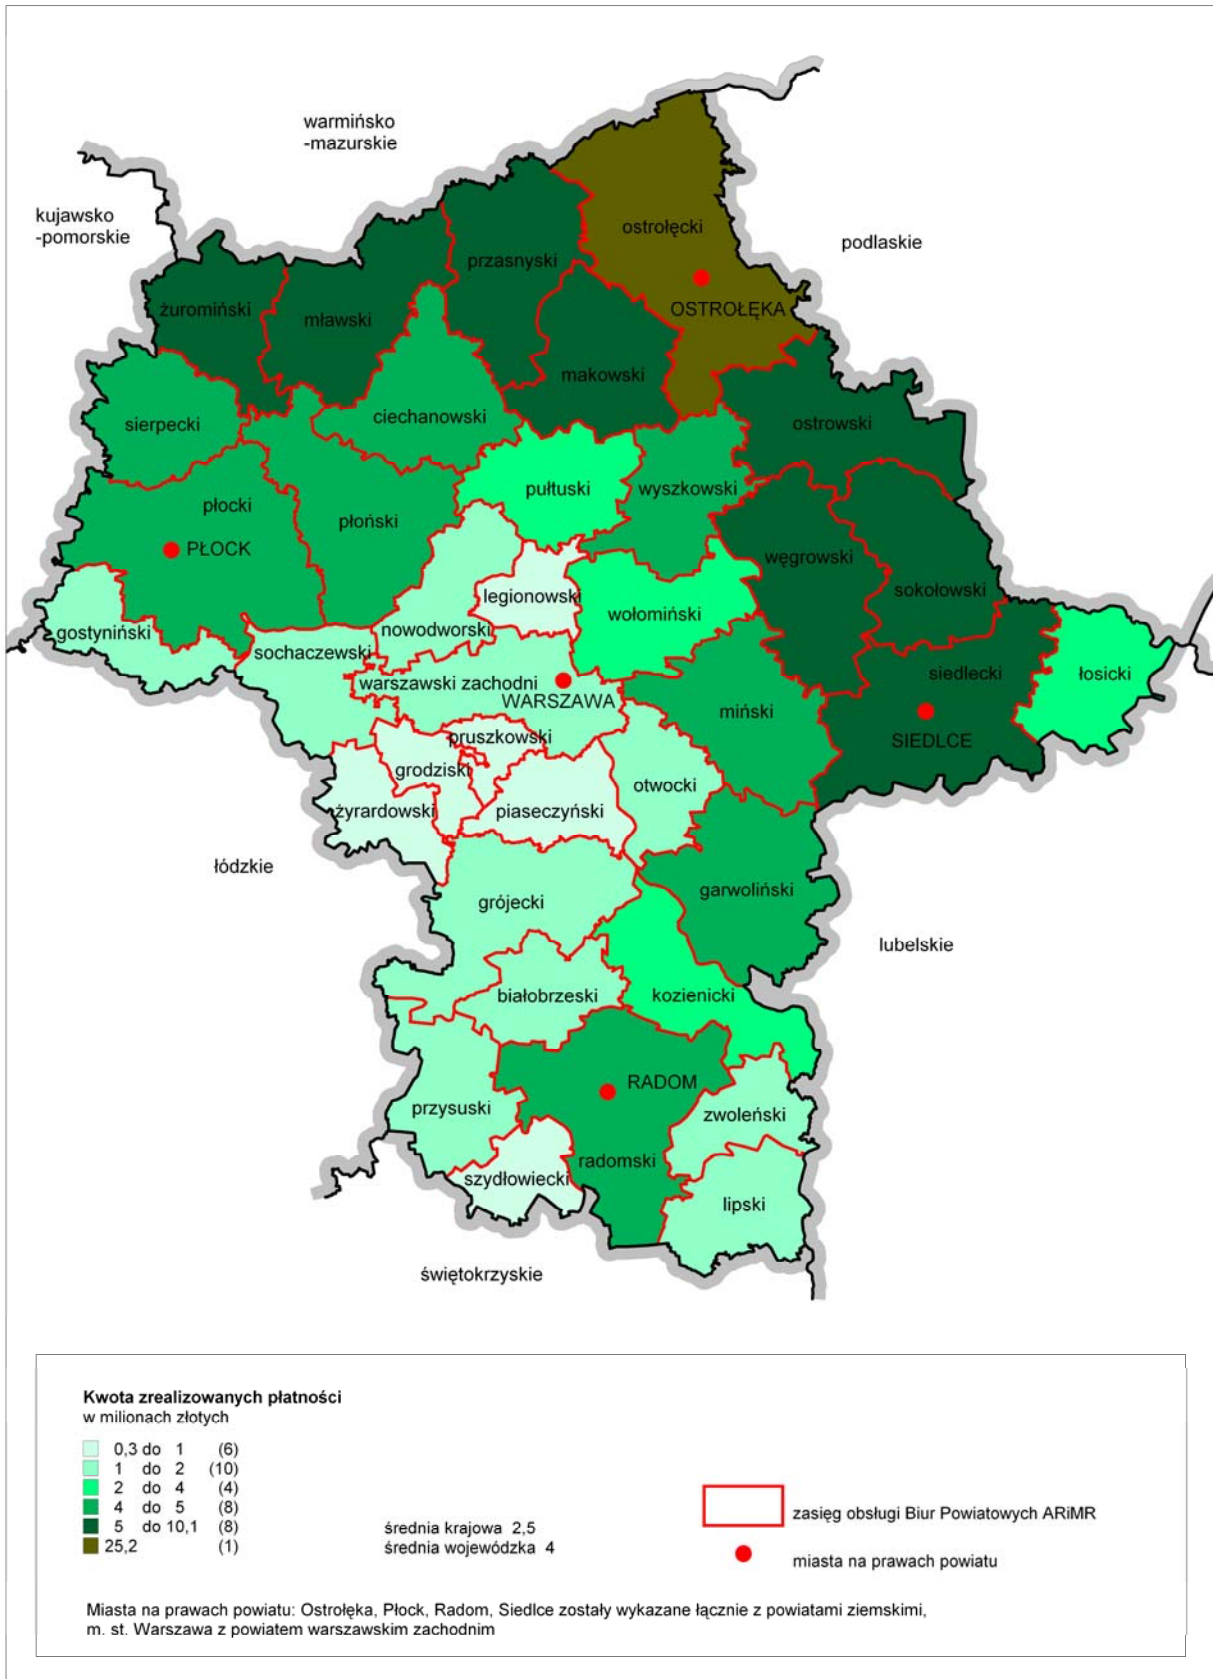 warmińsko
-mazurskie
kujawsko
-pomorskie
podlaskie
ostrołęcki
przasnyski
OSTROŁĘKA
żuromiński
mławski
makowski
ciechanowski
sierpecki
ostrowski
pułtuski
wyszkowski
płocki
płoński
PŁOCK
węgrowski
sokołowski
legionowski
wołomiński
gostyniński
nowodworski
sochaczewski
siedlecki
łosicki
warszawski zachodni
WARSZAWA
miński
SIEDLCE
pruszkowski
grodziski
otwocki
żyrardowski
piaseczyński
łódzkie
garwoliński
grójecki
lubelskie
białobrzeski
kozienicki
RADOM
przysuski
zwoleński
radomski
szydłowiecki
lipski
świętokrzyskie
Kwota zrealizowanych płatności
w milionach złotych
0,3 do 1 (6)
1 do 2 (10)
2 do 4 (4)
4 do 5 (8)
5 do 10,1 (8)
25,2 (1)
średnia krajowa 2,5
średnia wojewódzka 4
zasięg obsługi Biur Powiatowych ARiMR
miasta na prawach powiatu
Miasta na prawach powiatu: Ostrołęka, Płock, Radom, Siedlce zostały wykazane łącznie z powiatami ziemskimi,
m. st. Warszawa z powiatem warszawskim zachodnim